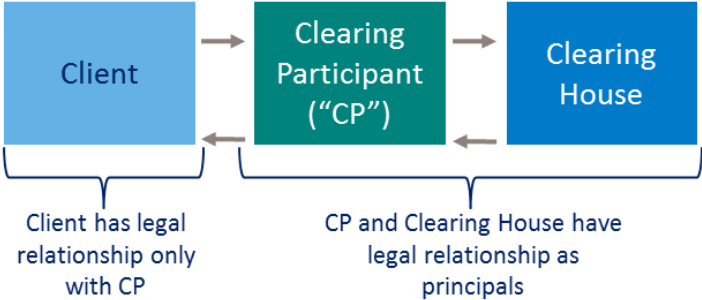 Client
Clearing
Participant
(“CP”)
Clearing
House
Client has legal
relationship only
with CP
CP and Clearing House have
legal relationship as
principals